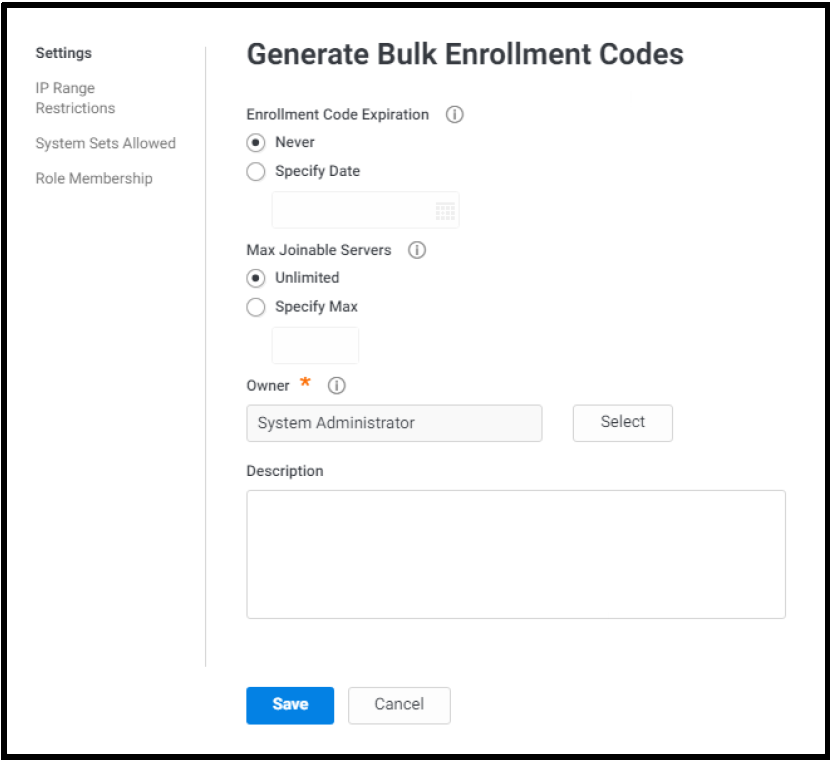 Settings
IP Range
Restrictions
System Sets Allowed
Role Membership
Generate Bulk Enrollment Codes
Enrollment Code Expiration
Never
Specify Date
Max Joinable Servers
Unlimited
Specify Max
Owner *
System Administrator
Select
Description
Save
Cancel